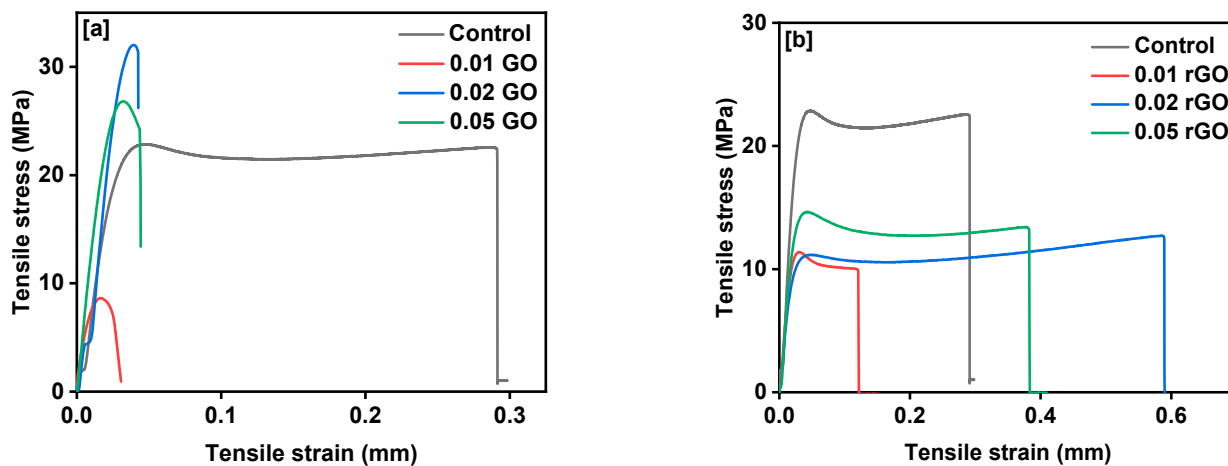 [a]
Control
0.01 GO
0.02 GO
0.05 GO
Tensile stress (MPa)
30
20
10
0
0.0 0.1 0.2 0.3
Tensile strain (mm)
[b]
Control
0.01 rGO
0.02 rGO
0.05 rGO
Tensile stress (MPa)
30
20
10
0
0.0 0.2 0.4 0.6
Tensile strain (mm)